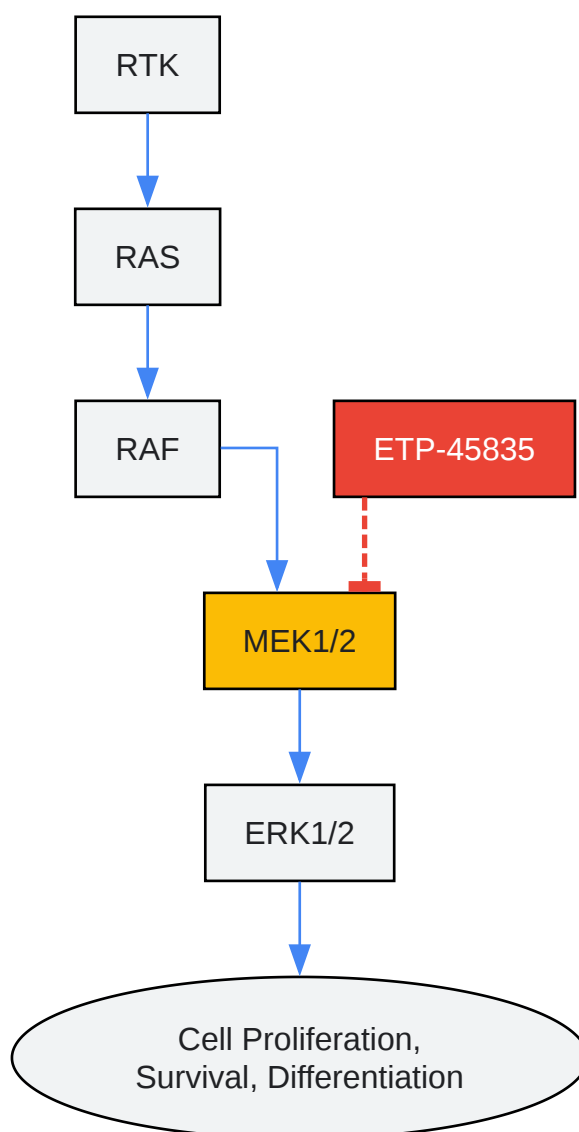 RTK
RAS
RAF
ETP-45835
MEK1/2
ERK1/2
Cell Proliferation,
Survival, Differentiation